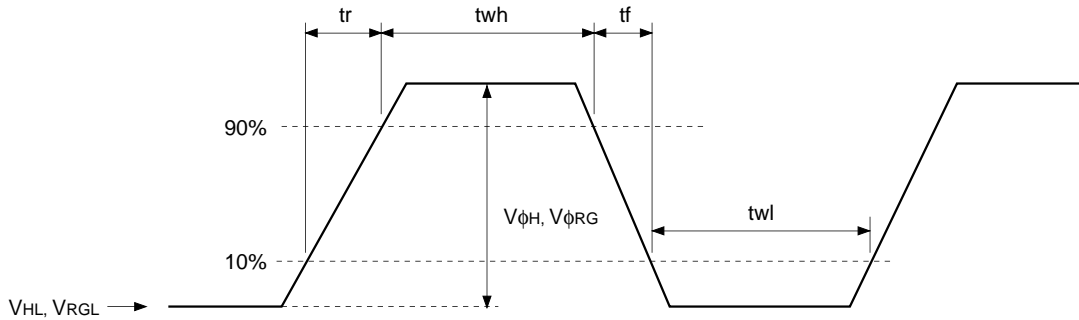 tr twh tf
90%
VϕH, VϕRG
twl
10%
VHL, VRGL